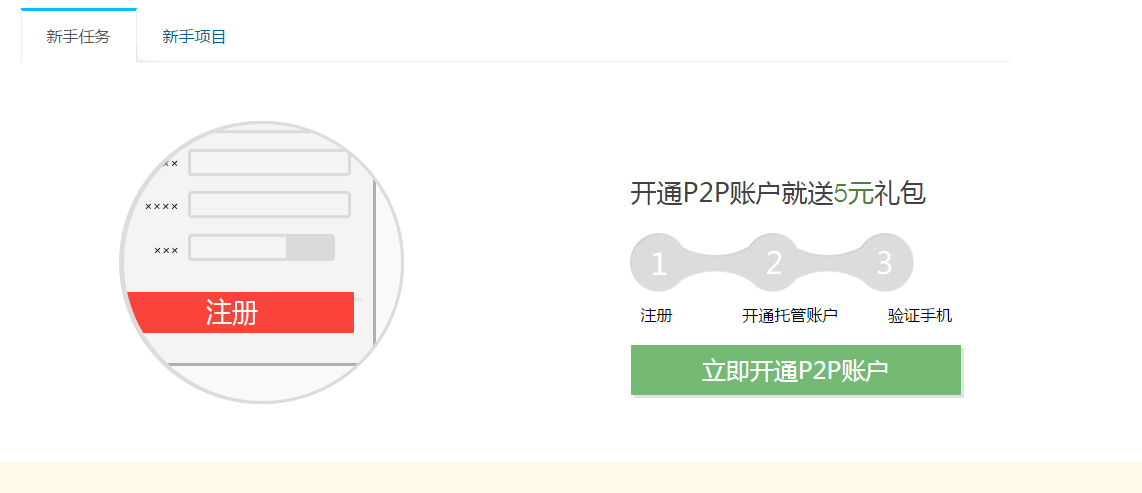 新手任务 新手项目
×××
××××
×××
注册
开通P2P账户就送5元礼包
1 2 3
注册 开通托管账户 验证手机
立即开通P2P账户